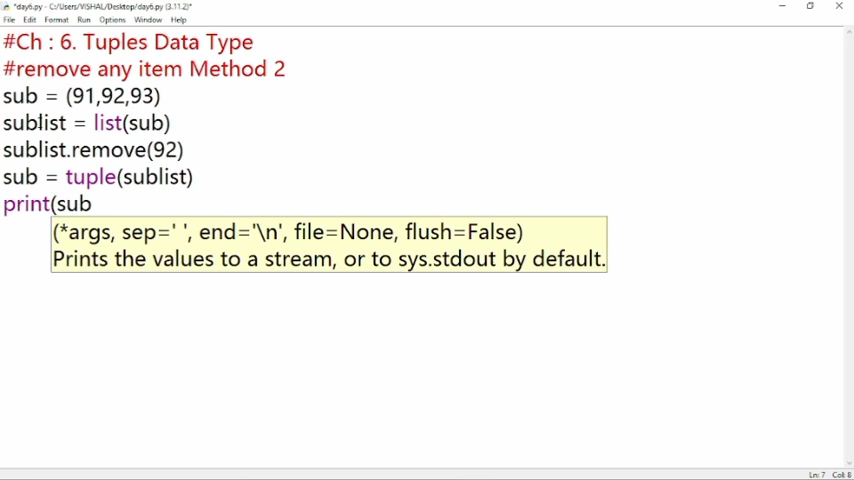 *day6.py - C:/Users/VISHAL/Desktop/day6.py (3.11.2)*
File Edit Format Run Options Window Help
#Ch : 6. Tuples Data Type
#remove any item Method 2
sub = (91,92,93)
sublist = list(sub)
sublist.remove(92)
sub = tuple(sublist)
print(sub
(*args, sep=' ', end='\n', file=None, flush=False)
Prints the values to a stream, or to sys.stdout by default.
Ln: 7 Col: 8